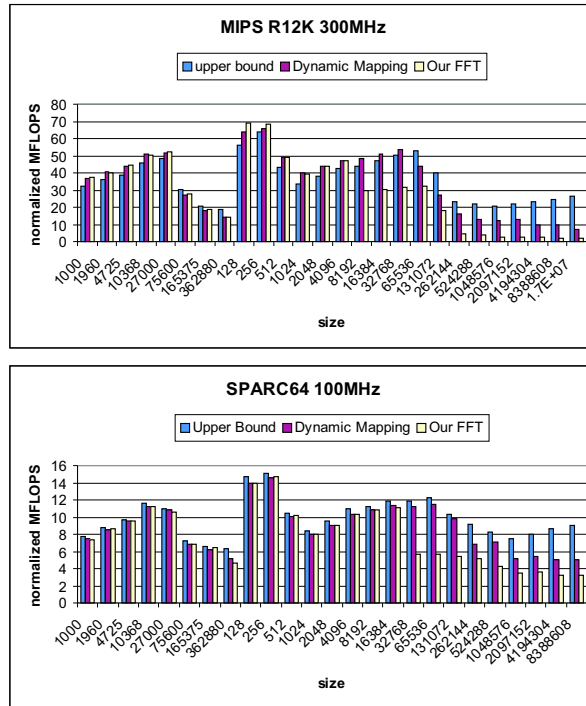 MIPS R12K 300MHz
upper bound Dynamic Mapping Our FFT
normalized MFLOPS
80
70
60
50
40
30
20
10
0
1000 1960 4725 10368 27000 75600 165375 362880 128 256 512 1024 2048 4096 8192 16384 32768 65536 131072 262144 524288 1048576 2097152 4194304 8388608 1.7E+07
size
SPARC64 100MHz
Upper Bound Dynamic Mapping Our FFT
normalized MFLOPS
16
14
12
10
8
6
4
2
0
1000 1960 4725 10368 27000 75600 165375 362880 128 256 512 1024 2048 4096 8192 16384 32768 65536 131072 262144 524288 1048576 2097152 4194304 8388608
size